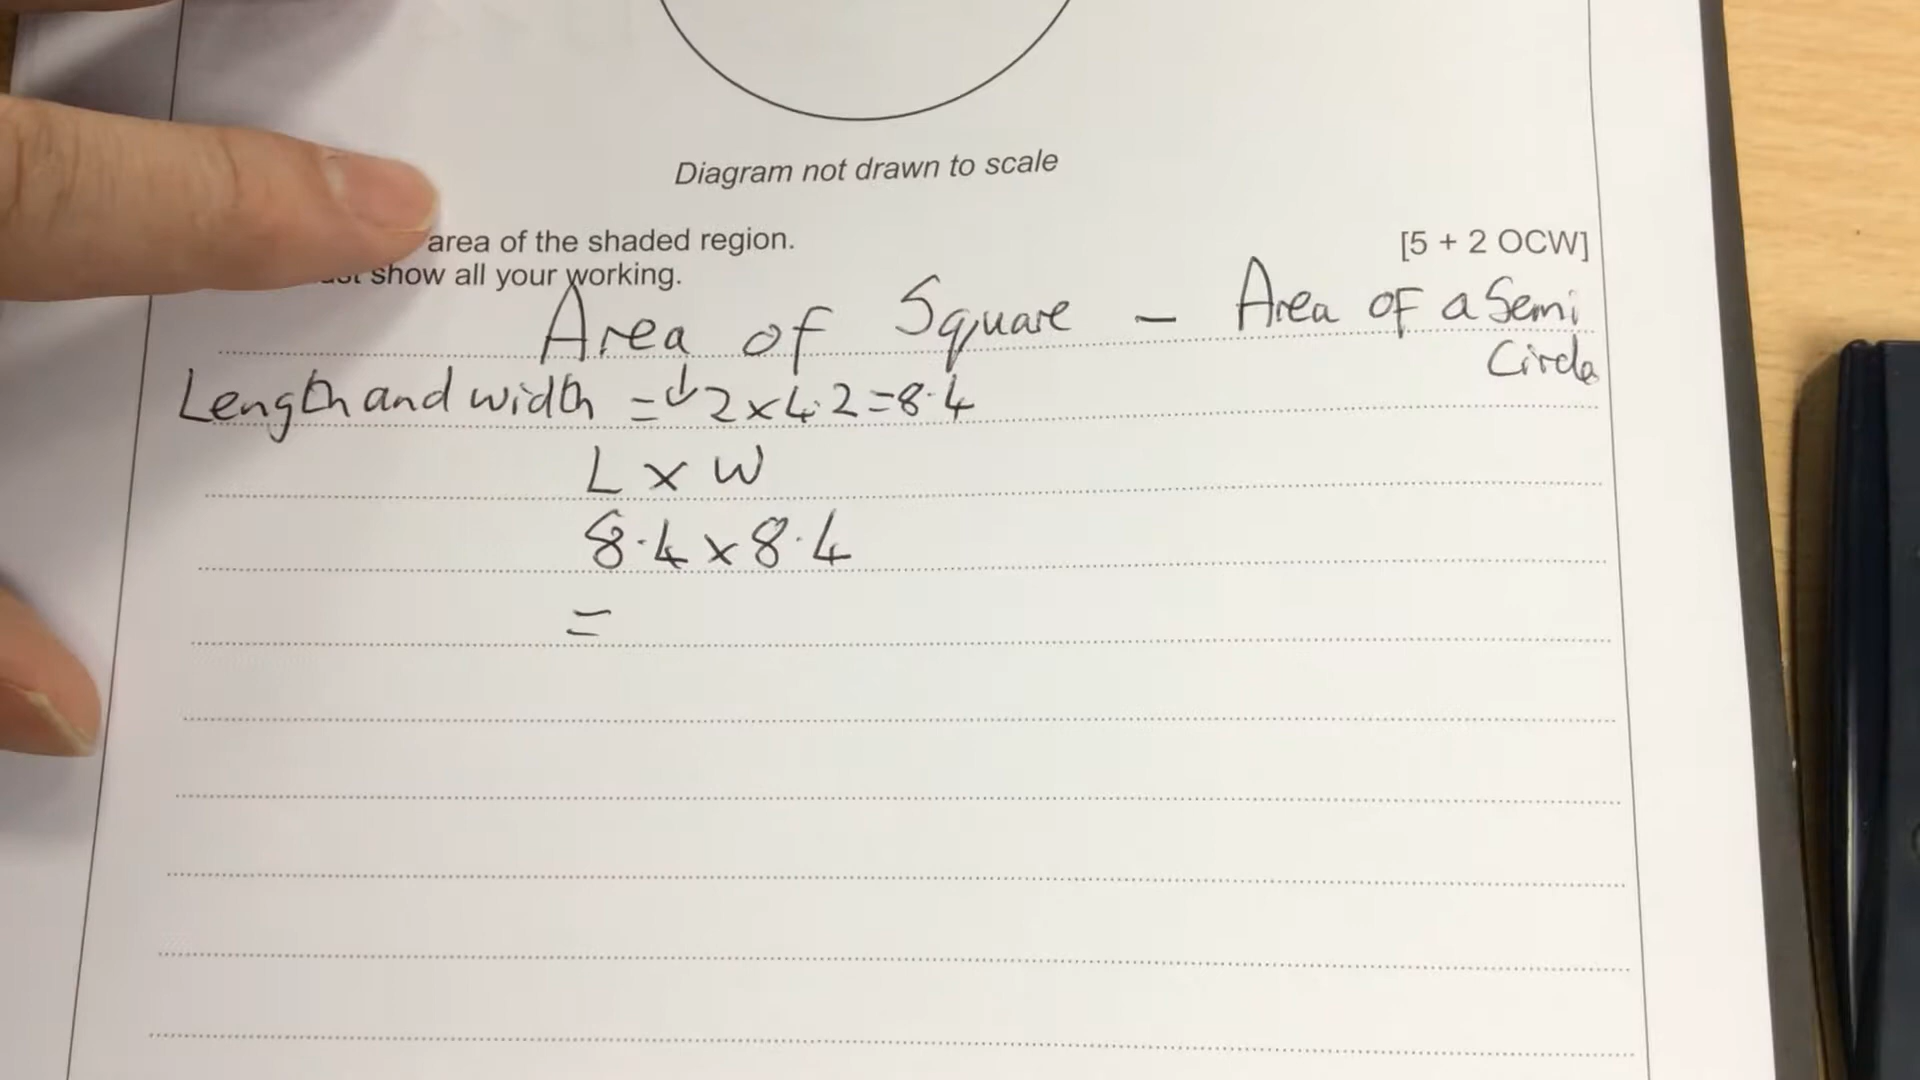 Diagram not drawn to scale
area of the shaded region. [5 + 2 OCW]
show all your working.
Area of Square - Area of a Semi
Circle
Length and width = ↓ 2 x 4.2 = 8.4
L x W
8.4 x 8.4
=